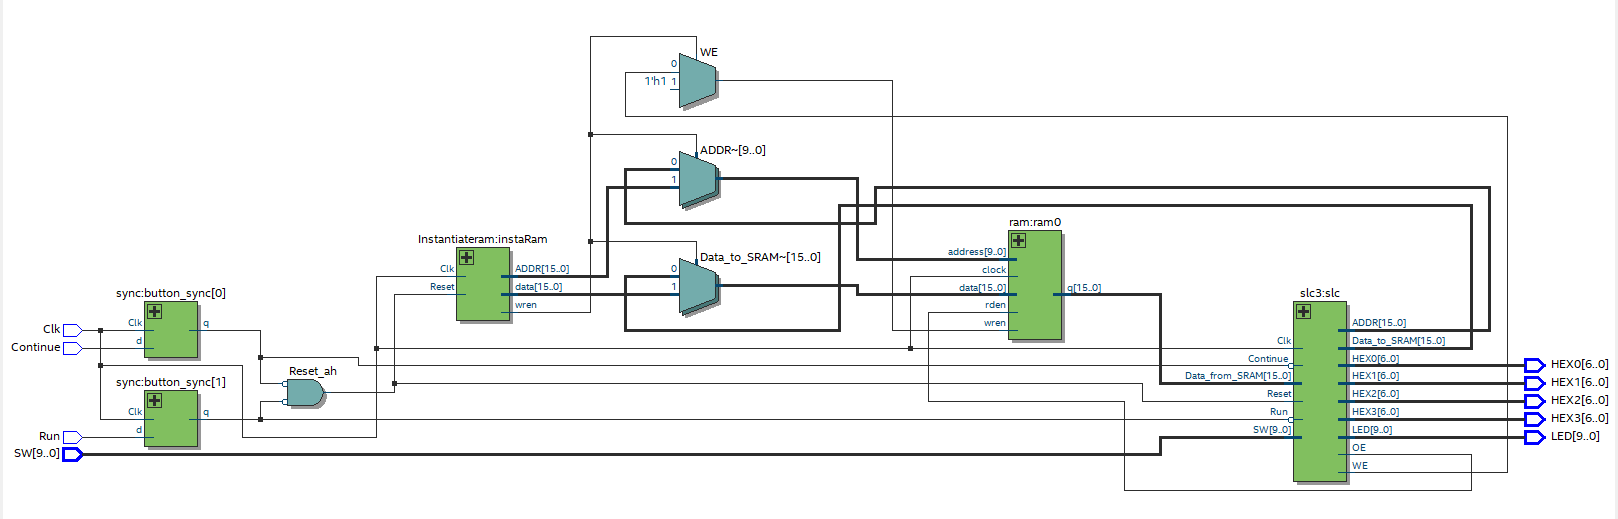 WE
0
1'h1 1
ADDR~[9..0]
0
1
Instantiateram:instaRam
Clk
Reset
ADDR[15..0]
data[15..0]
wren
Data_to_SRAM~[15..0]
0
1
ram:ram0
address[9..0]
clock
data[15..0]
rden
wren
q[15..0]
sync:button_sync[0]
Clk
d
q
Clk
Continue
sync:button_sync[1]
Clk
d
q
Run
SW[9..0]
Reset_ah
slc3:slc
Clk
Continue
Data_from_SRAM[15..0]
Reset
Run
SW[9..0]
ADDR[15..0]
Data_to_SRAM[15..0]
HEX0[6..0]
HEX1[6..0]
HEX2[6..0]
HEX3[6..0]
LED[9..0]
OE
WE
HEX0[6..0]
HEX1[6..0]
HEX2[6..0]
HEX3[6..0]
LED[9..0]